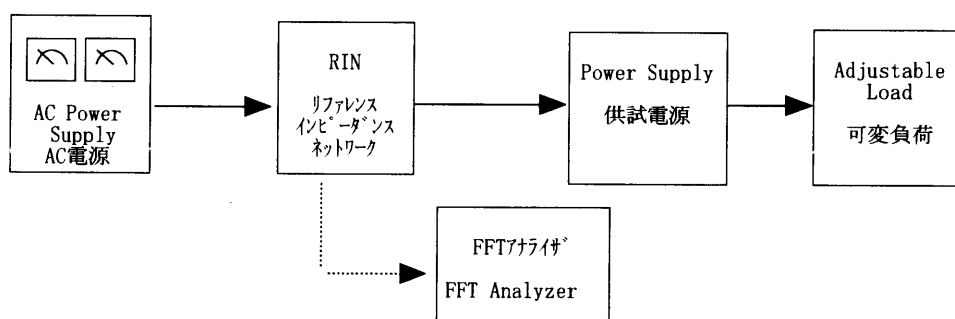 AC Power
Supply
AC電源
RIN
リファレンス
インピーダンス
ネットワーク
Power Supply
供試電源
Adjustable
Load
可変負荷
FFTアナライザ
FFT Analyzer